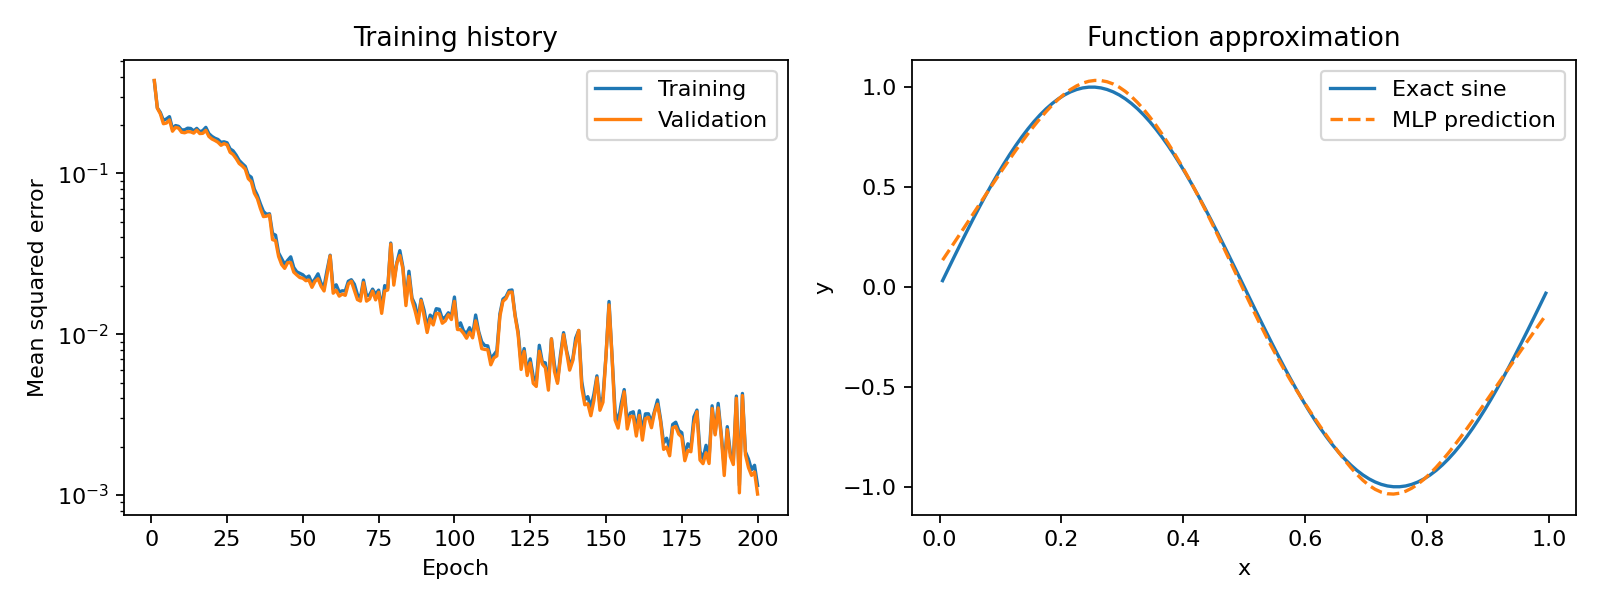 Training history
Training
Validation
10⁻¹
10⁻²
10⁻³
Mean squared error
0 25 50 75 100 125 150 175 200
Epoch
Function approximation
Exact sine
MLP prediction
1.0
0.5
0.0
−0.5
−1.0
y
0.0 0.2 0.4 0.6 0.8 1.0
x